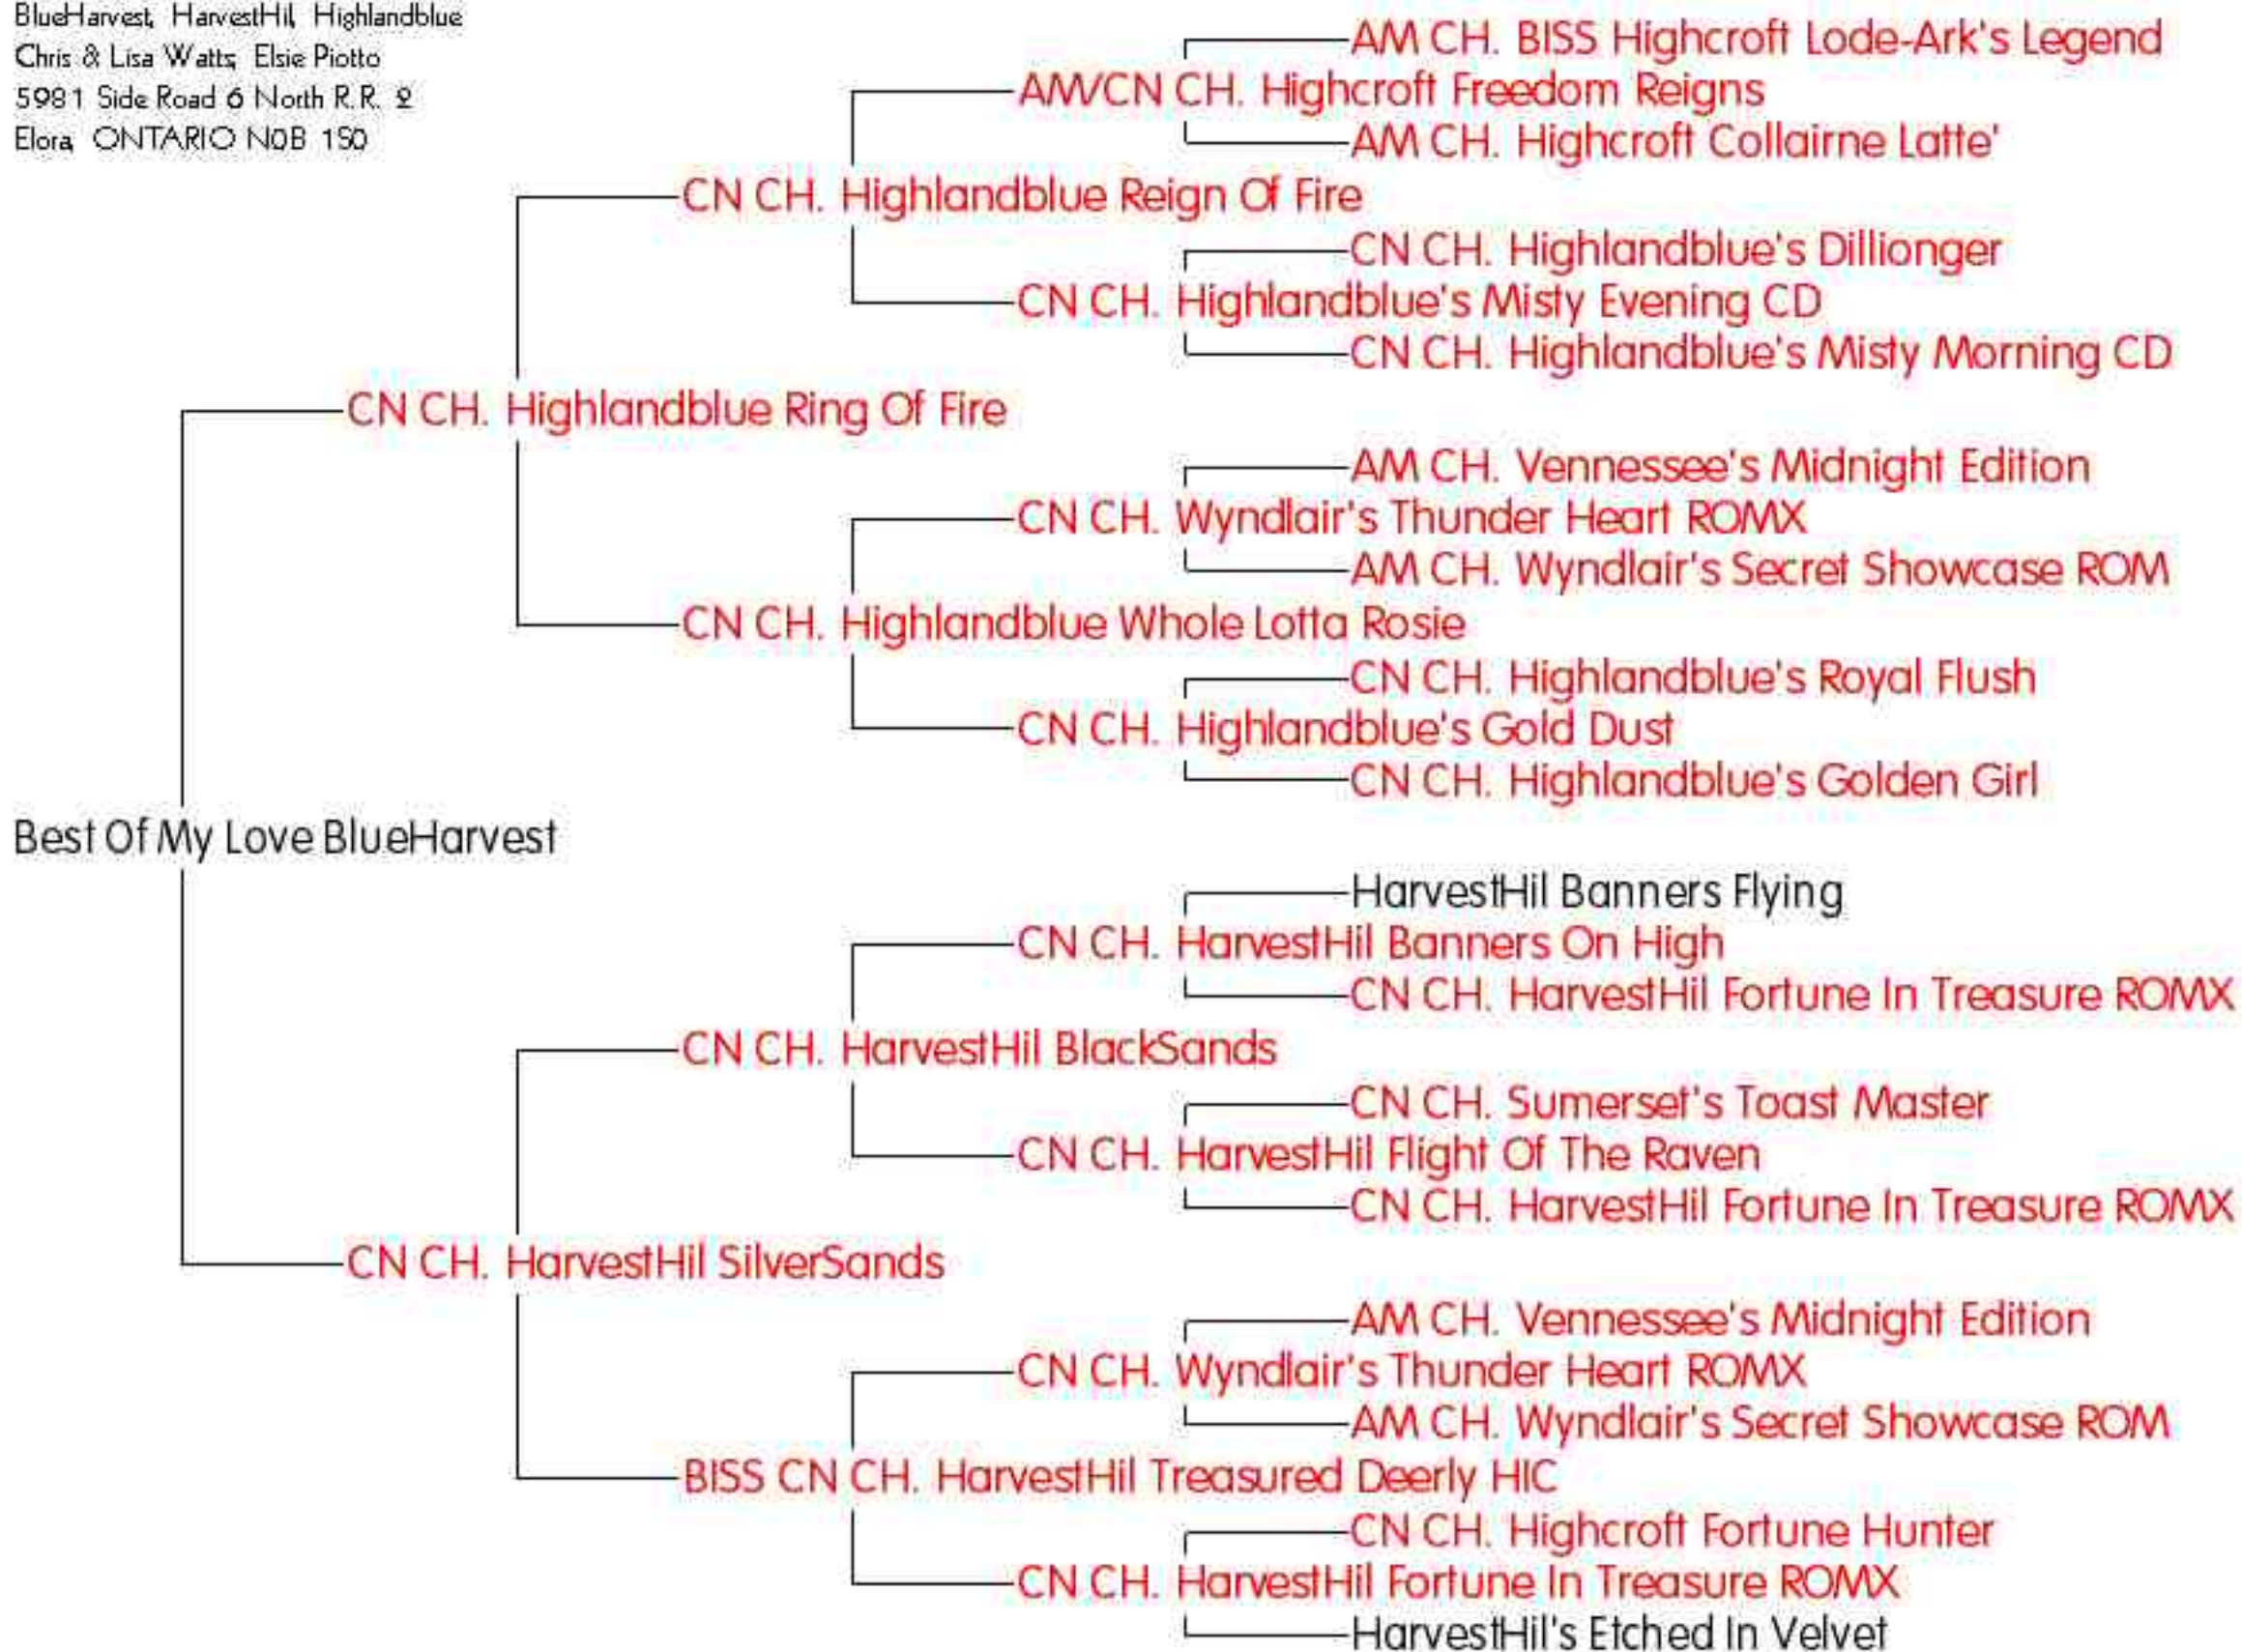 BlueHarvest, HarvestHil, Highlandblue
Chris & Lisa Watts, Elsie Piotto
5981 Side Road 6 North R.R. 2
Elora, ONTARIO N0B 1S0
AM CH. BISS Highcroft Lode-Ark's Legend
AM/CN CH. Highcroft Freedom Reigns
AM CH. Highcroft Collairne Latte'
CN CH. Highlandblue Reign Of Fire
CN CH. Highlandblue's Dillionger
CN CH. Highlandblue's Misty Evening CD
CN CH. Highlandblue's Misty Morning CD
CN CH. Highlandblue Ring Of Fire
AM CH. Vennessee's Midnight Edition
CN CH. Wyndlair's Thunder Heart ROMX
AM CH. Wyndlair's Secret Showcase ROM
CN CH. Highlandblue Whole Lotta Rosie
CN CH. Highlandblue's Royal Flush
CN CH. Highlandblue's Gold Dust
CN CH. Highlandblue's Golden Girl
Best Of My Love BlueHarvest
HarvestHil Banners Flying
CN CH. HarvestHil Banners On High
CN CH. HarvestHil Fortune In Treasure ROMX
CN CH. HarvestHil BlackSands
CN CH. Sumerset's Toast Master
CN CH. HarvestHil Flight Of The Raven
CN CH. HarvestHil Fortune In Treasure ROMX
CN CH. HarvestHil SilverSands
AM CH. Vennessee's Midnight Edition
CN CH. Wyndlair's Thunder Heart ROMX
AM CH. Wyndlair's Secret Showcase ROM
BISS CN CH. HarvestHil Treasured Deerly HIC
CN CH. Highcroft Fortune Hunter
CN CH. HarvestHil Fortune In Treasure ROMX
HarvestHil's Etched In Velvet